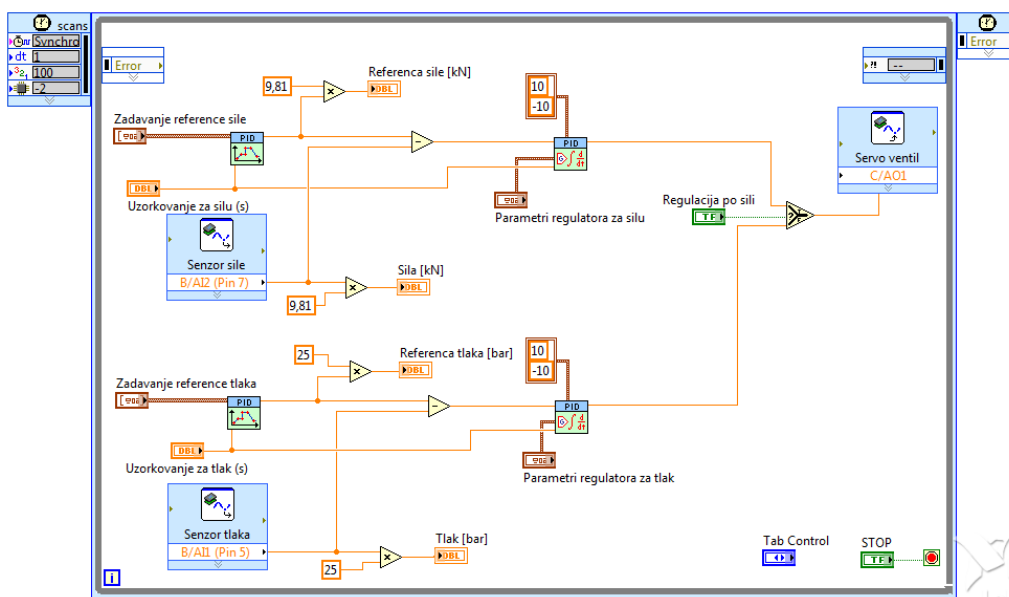 scans
Synchro
dt 1
100
-2
Error
Error
?! --
9,81
Referenca sile [kN]
DBL
10
-10
Zadavanje reference sile
PID
DBL
Uzorkovanje za silu (s)
PID
Parametri regulatora za silu
Servo ventil
C/AO1
Regulacija po sili
TF
Senzor sile
B/AI2 (Pin 7)
Sila [kN]
DBL
9,81
25
Referenca tlaka [bar]
DBL
10
-10
Zadavanje reference tlaka
PID
PID
DBL
Uzorkovanje za tlak (s)
Parametri regulatora za tlak
Senzor tlaka
B/AI1 (Pin 5)
Tlak [bar]
DBL
25
Tab Control
STOP
TF
i